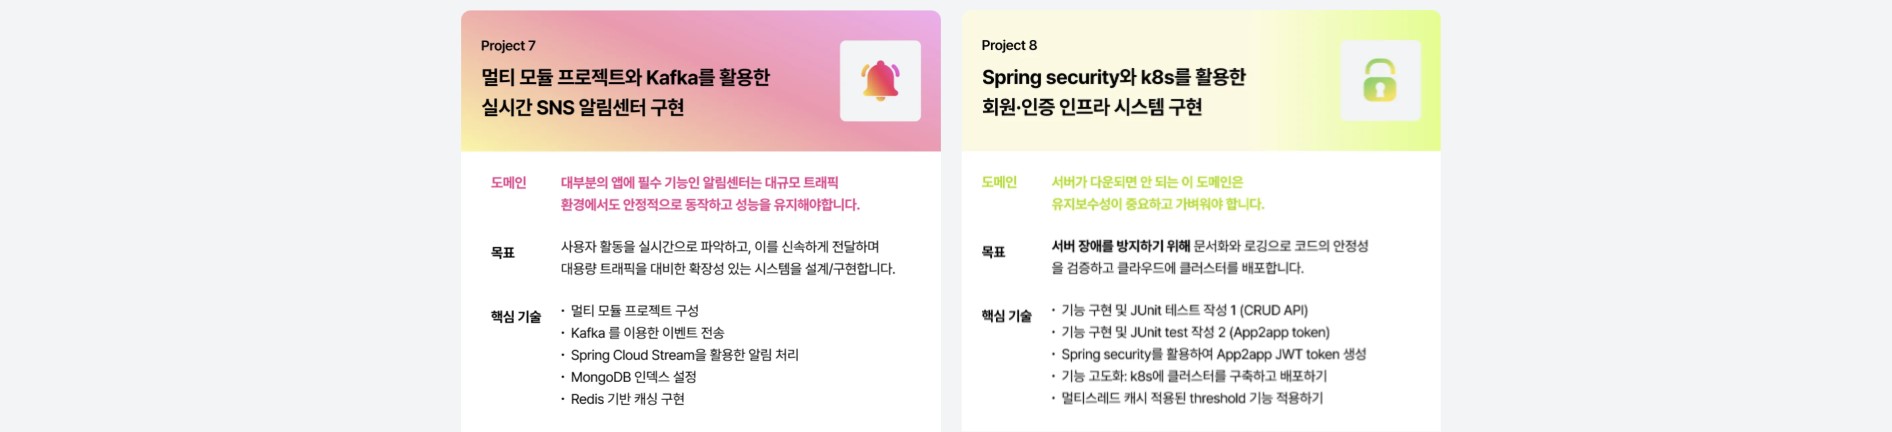 Project 7
멀티 모듈 프로젝트와 Kafka를 활용한
실시간 SNS 알림센터 구현
도메인
대부분의 앱에 필수 기능인 알림센터는 대규모 트래픽
환경에서도 안정적으로 동작하고 성능을 유지해야합니다.
목표
사용자 활동을 실시간으로 파악하고, 이를 신속하게 전달하며
대용량 트래픽을 대비한 확장성 있는 시스템을 설계/구현합니다.
핵심 기술
· 멀티 모듈 프로젝트 구성
· Kafka 를 이용한 이벤트 전송
· Spring Cloud Stream을 활용한 알림 처리
· MongoDB 인덱스 설정
· Redis 기반 캐싱 구현
Project 8
Spring security와 k8s를 활용한
회원·인증 인프라 시스템 구현
도메인
서버가 다운되면 안 되는 이 도메인은
유지보수성이 중요하고 가벼워야 합니다.
목표
서버 장애를 방지하기 위해 문서화와 로깅으로 코드의 안정성
을 검증하고 클라우드에 클러스터를 배포합니다.
핵심 기술
· 기능 구현 및 JUnit 테스트 작성 1 (CRUD API)
· 기능 구현 및 JUnit test 작성 2 (App2app token)
· Spring security를 활용하여 App2app JWT token 생성
· 기능 고도화: k8s에 클러스터를 구축하고 배포하기
· 멀티스레드 캐시 적용된 threshold 기능 적용하기